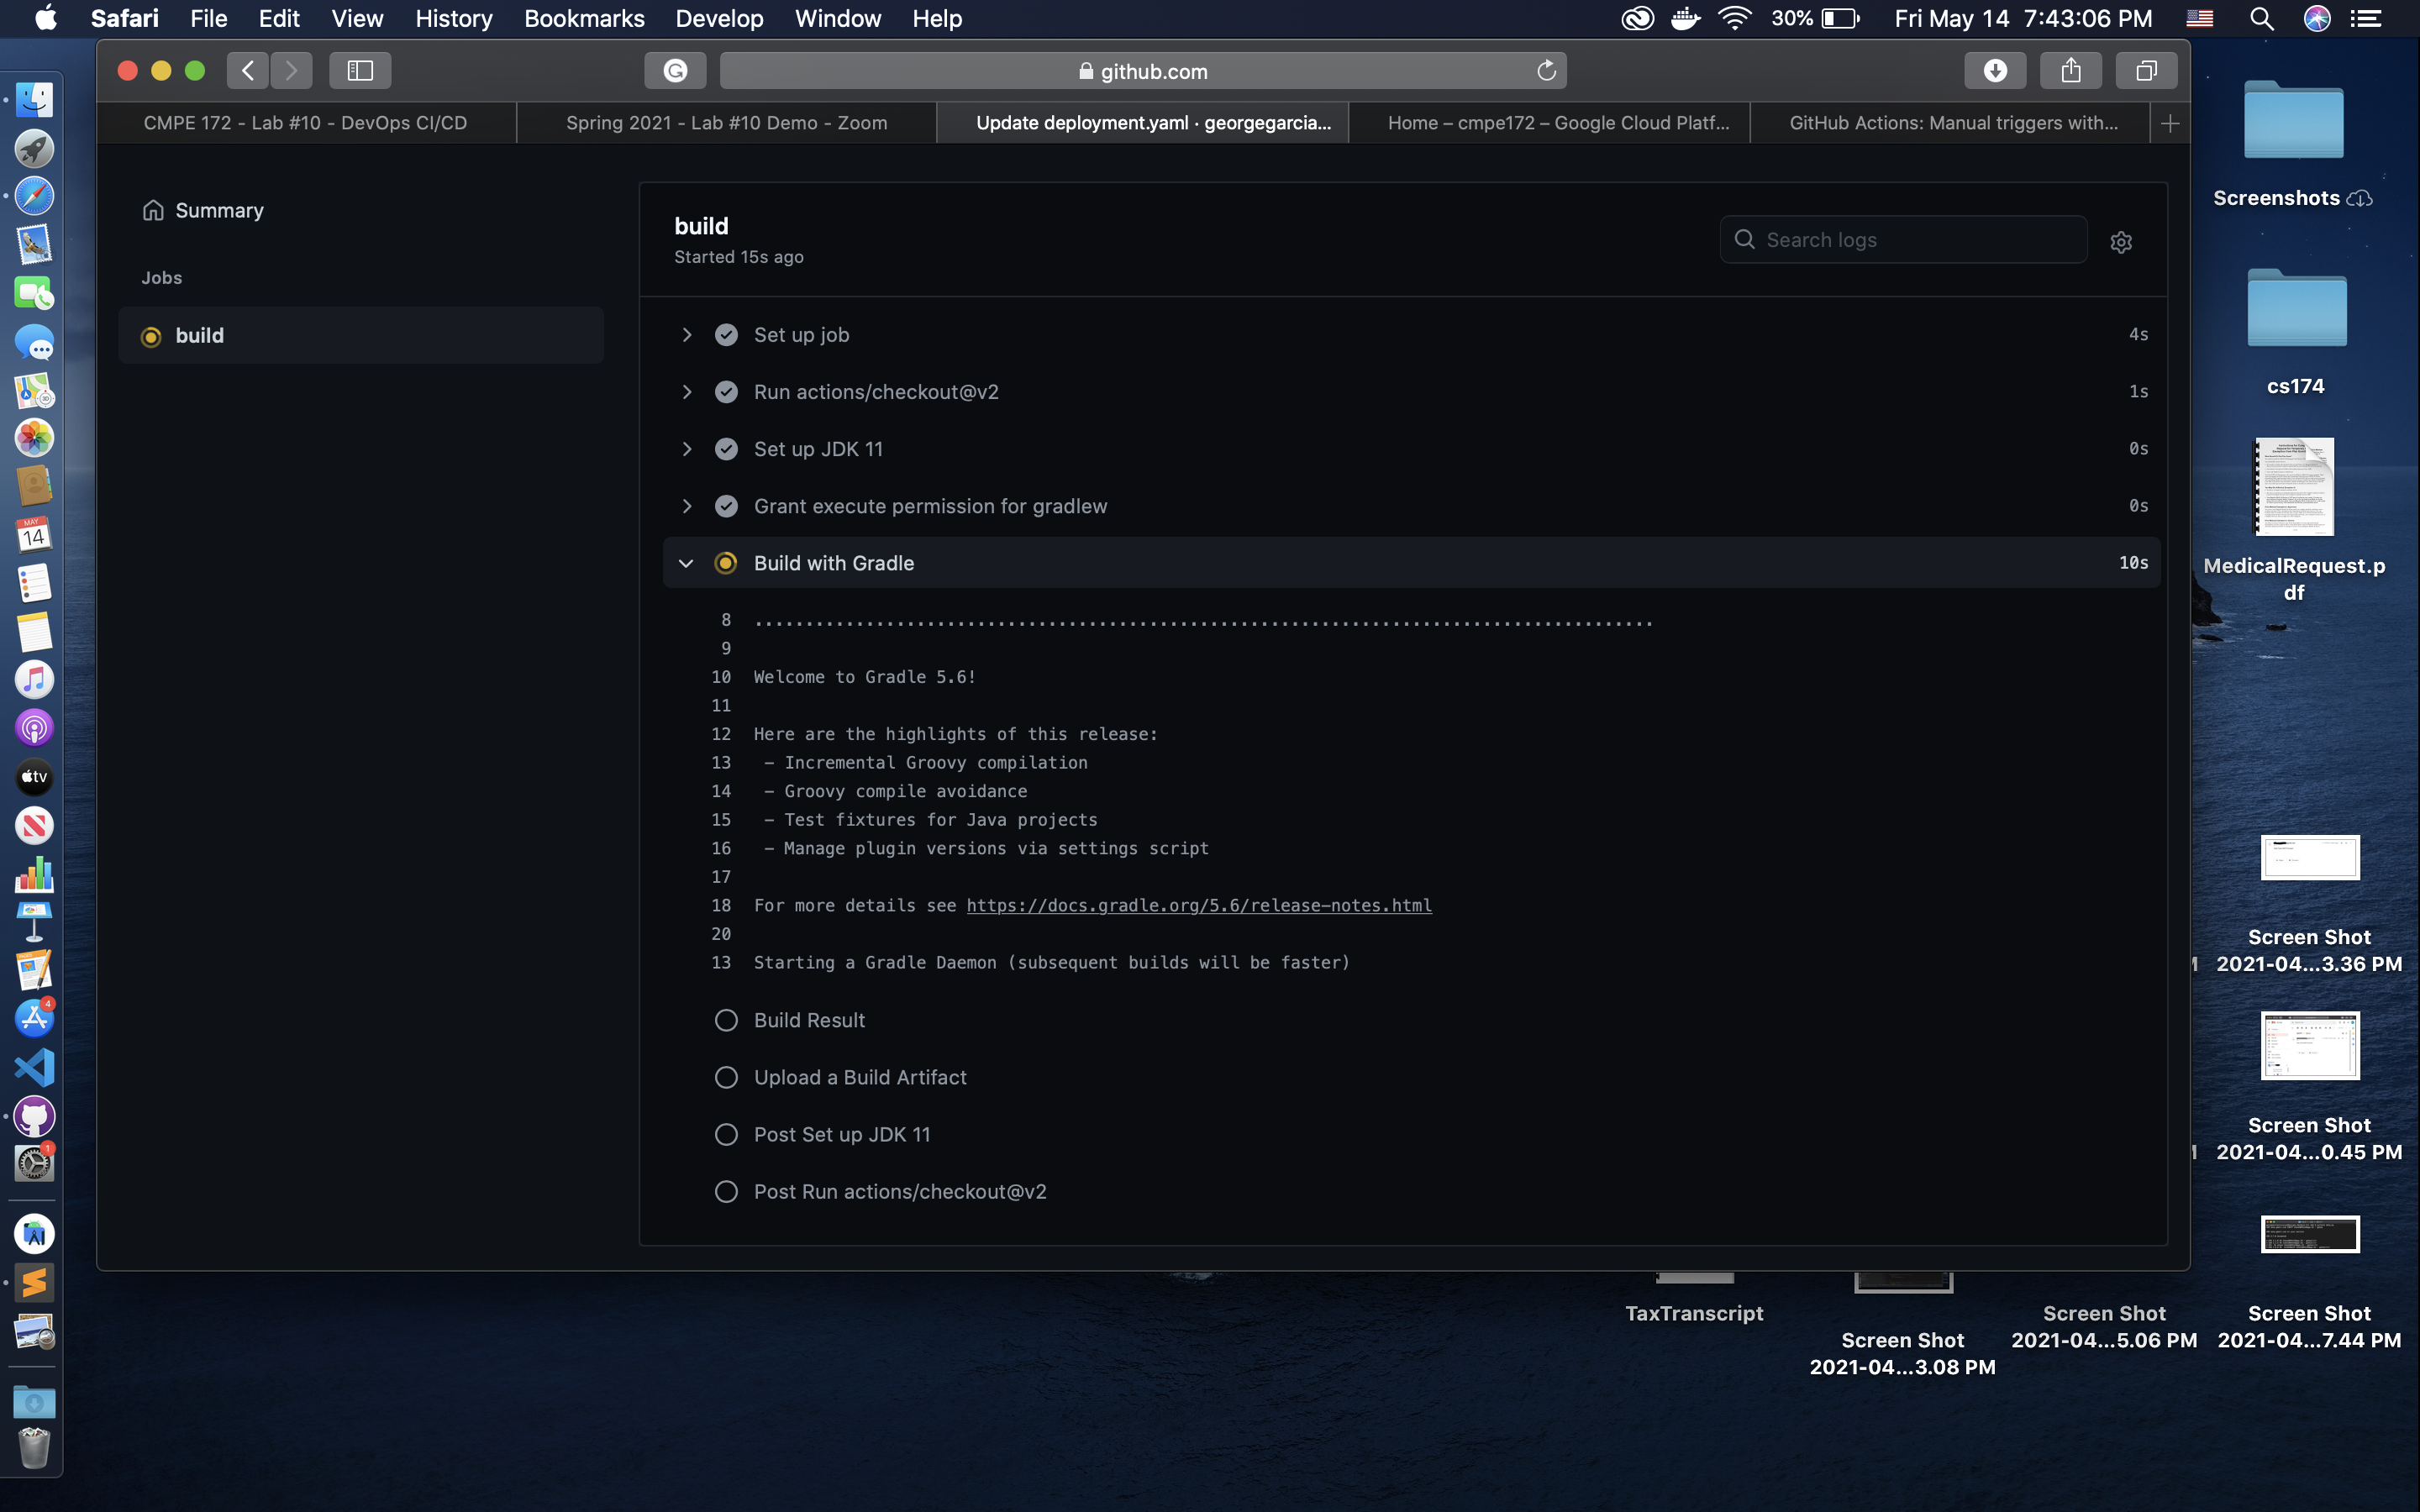 Safari File Edit View History Bookmarks Develop Window Help 30% Fri May 14 7:43:06 PM
github.com
CMPE 172 - Lab #10 - DevOps CI/CD
Spring 2021 - Lab #10 Demo - Zoom
Update deployment.yaml · georgegarcia...
Home – cmpe172 – Google Cloud Platf...
GitHub Actions: Manual triggers with...
Summary
Jobs
build
build
Started 15s ago
Search logs
Set up job 4s
Run actions/checkout@v2 1s
Set up JDK 11 0s
Grant execute permission for gradlew 0s
Build with Gradle 10s
8 .........................................................................................
9
10 Welcome to Gradle 5.6!
11
12 Here are the highlights of this release:
13 - Incremental Groovy compilation
14 - Groovy compile avoidance
15 - Test fixtures for Java projects
16 - Manage plugin versions via settings script
17
18 For more details see https://docs.gradle.org/5.6/release-notes.html
20
13 Starting a Gradle Daemon (subsequent builds will be faster)
Build Result
Upload a Build Artifact
Post Set up JDK 11
Post Run actions/checkout@v2
MAY
14
tv
4
1
Screenshots
cs174
MedicalRequest.p
df
Screen Shot
2021-04...3.36 PM
Screen Shot
2021-04...0.45 PM
TaxTranscript
Screen Shot
2021-04...3.08 PM
Screen Shot
2021-04...5.06 PM
Screen Shot
2021-04...7.44 PM